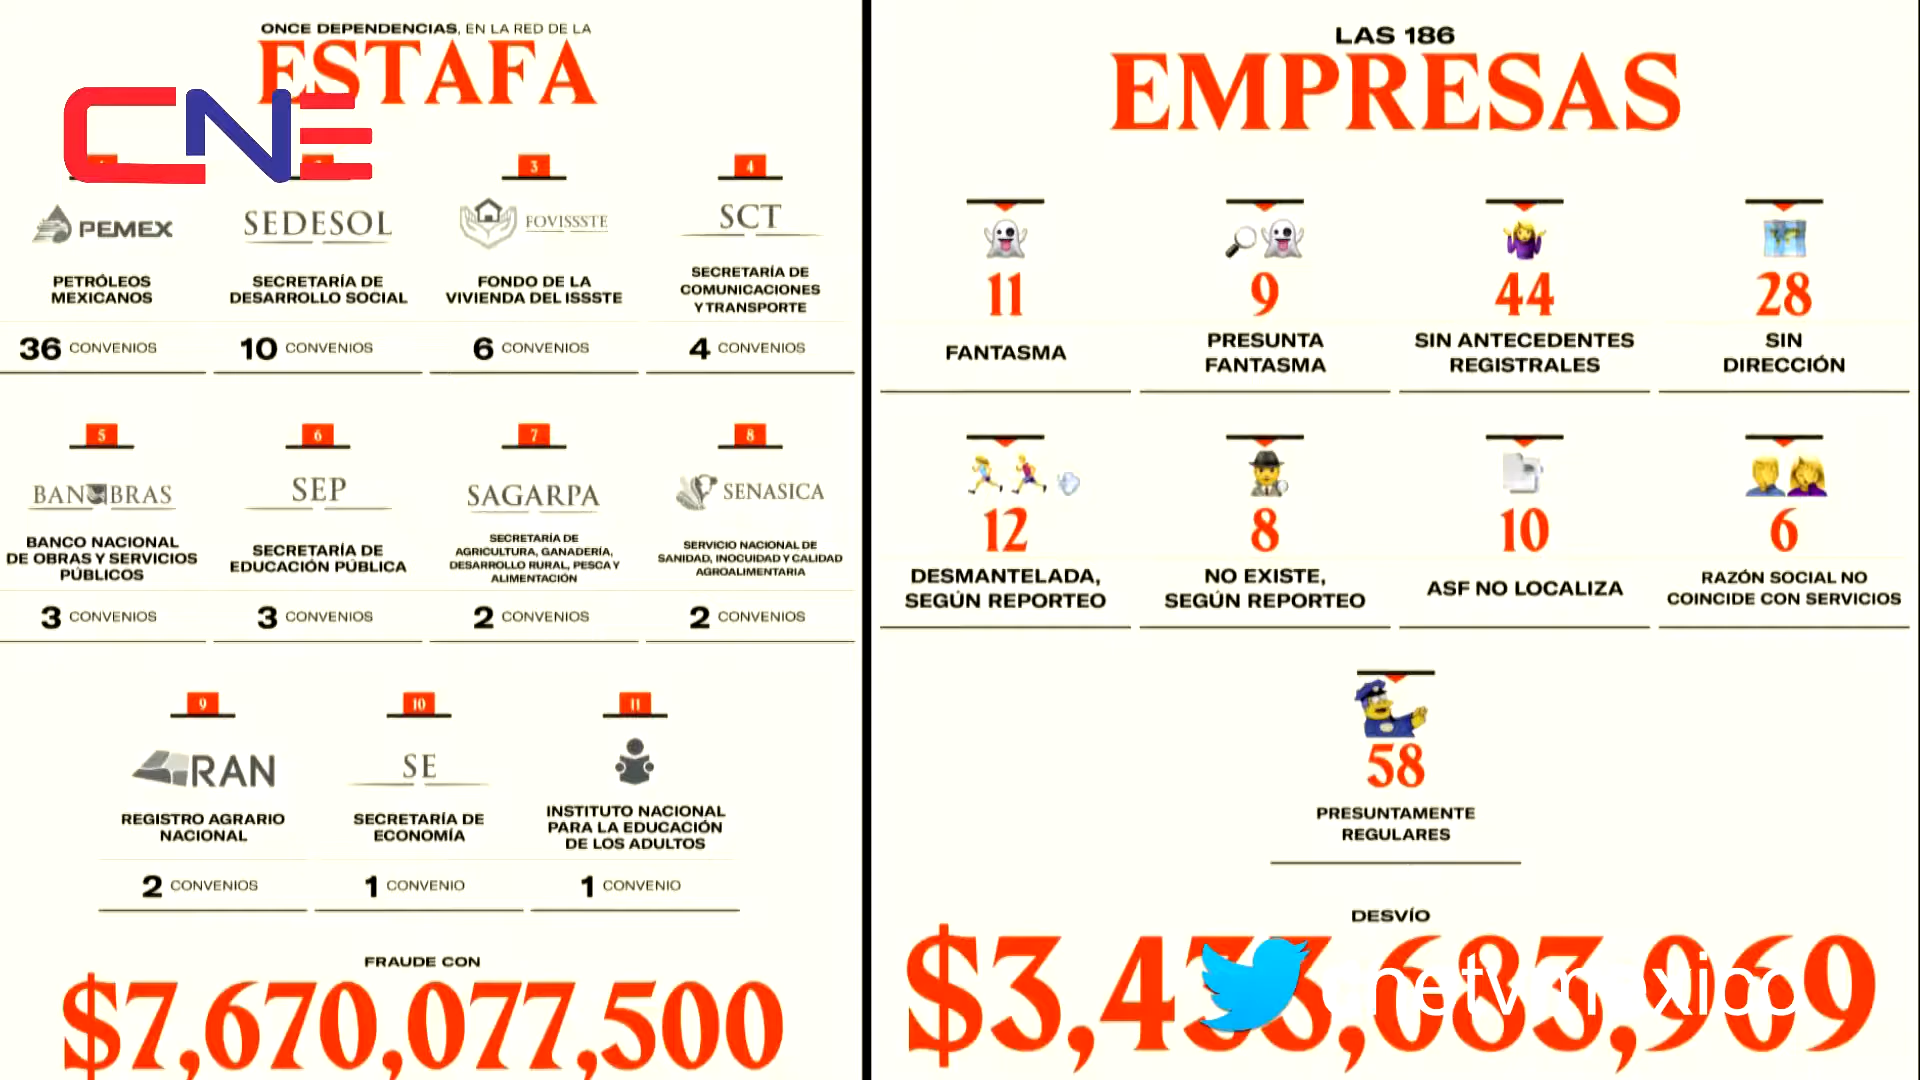 ONCE DEPENDENCIAS, EN LA RED DE LA
ESTAFA
CNE
3
4
PEMEX
SEDESOL
FOVISSSTE
SCT
PETRÓLEOS
MEXICANOS
SECRETARÍA DE
DESARROLLO SOCIAL
FONDO DE LA
VIVIENDA DEL ISSSTE
SECRETARÍA DE
COMUNICACIONES
Y TRANSPORTE
36 CONVENIOS
10 CONVENIOS
6 CONVENIOS
4 CONVENIOS
5
6
7
8
BANOBRAS
SEP
SAGARPA
SENASICA
BANCO NACIONAL
DE OBRAS Y SERVICIOS
PÚBLICOS
SECRETARÍA DE
EDUCACIÓN PÚBLICA
SECRETARÍA DE
AGRICULTURA, GANADERÍA,
DESARROLLO RURAL, PESCA Y
ALIMENTACIÓN
SERVICIO NACIONAL DE
SANIDAD, INOCUIDAD Y CALIDAD
AGROALIMENTARIA
3 CONVENIOS
3 CONVENIOS
2 CONVENIOS
2 CONVENIOS
9
10
11
RAN
SE
REGISTRO AGRARIO
NACIONAL
SECRETARÍA DE
ECONOMÍA
INSTITUTO NACIONAL
PARA LA EDUCACIÓN
DE LOS ADULTOS
2 CONVENIOS
1 CONVENIO
1 CONVENIO
FRAUDE CON
$7,670,077,500
LAS 186
EMPRESAS
11
FANTASMA
9
PRESUNTA
FANTASMA
44
SIN ANTECEDENTES
REGISTRALES
28
SIN
DIRECCIÓN
12
DESMANTELADA,
SEGÚN REPORTEO
8
NO EXISTE,
SEGÚN REPORTEO
10
ASF NO LOCALIZA
6
RAZÓN SOCIAL NO
COINCIDE CON SERVICIOS
58
PRESUNTAMENTE
REGULARES
DESVÍO
$3,433,683,969
cnetvmexico